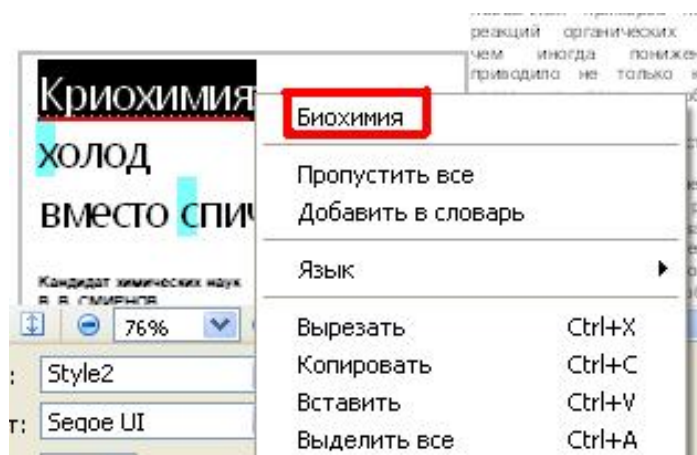 реакций органических
чем иногда
приводило не только
Криохимия
холод
вместо спич
Кандидат химических наук
В. В. СМИРНОВ
Биохимия
Пропустить все
Добавить в словарь
Язык
Вырезать Ctrl+X
Копировать Ctrl+C
Вставить Ctrl+V
Выделить все Ctrl+A
76%
Style2
т: Segoe UI